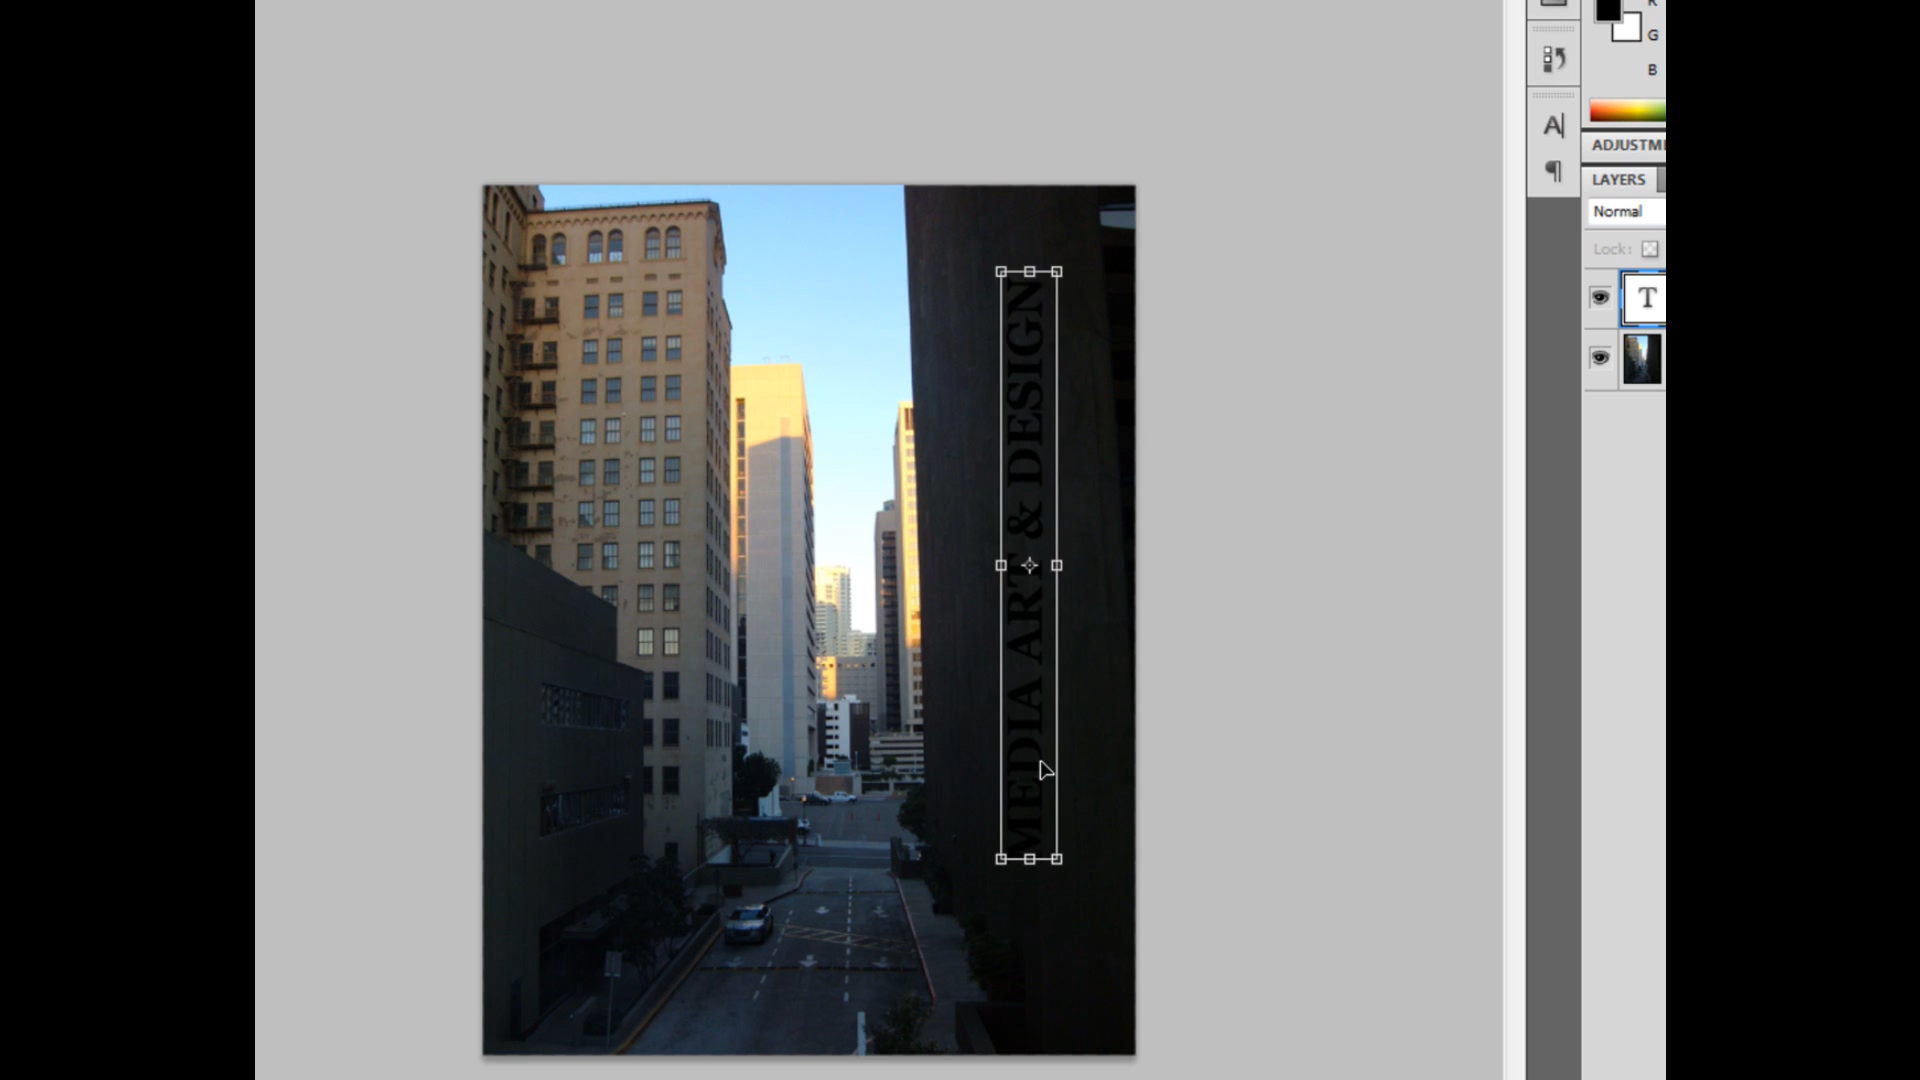 R
G
B
A
ADJUSTM
LAYERS
Normal
Lock:
T
MEDIA ART & DESIGN